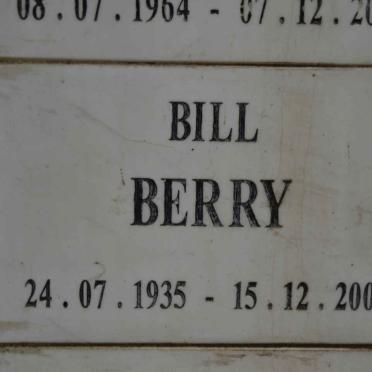 08.07.1964 - 07.12.20
BILL
BERRY
24.07.1935 - 15.12.200